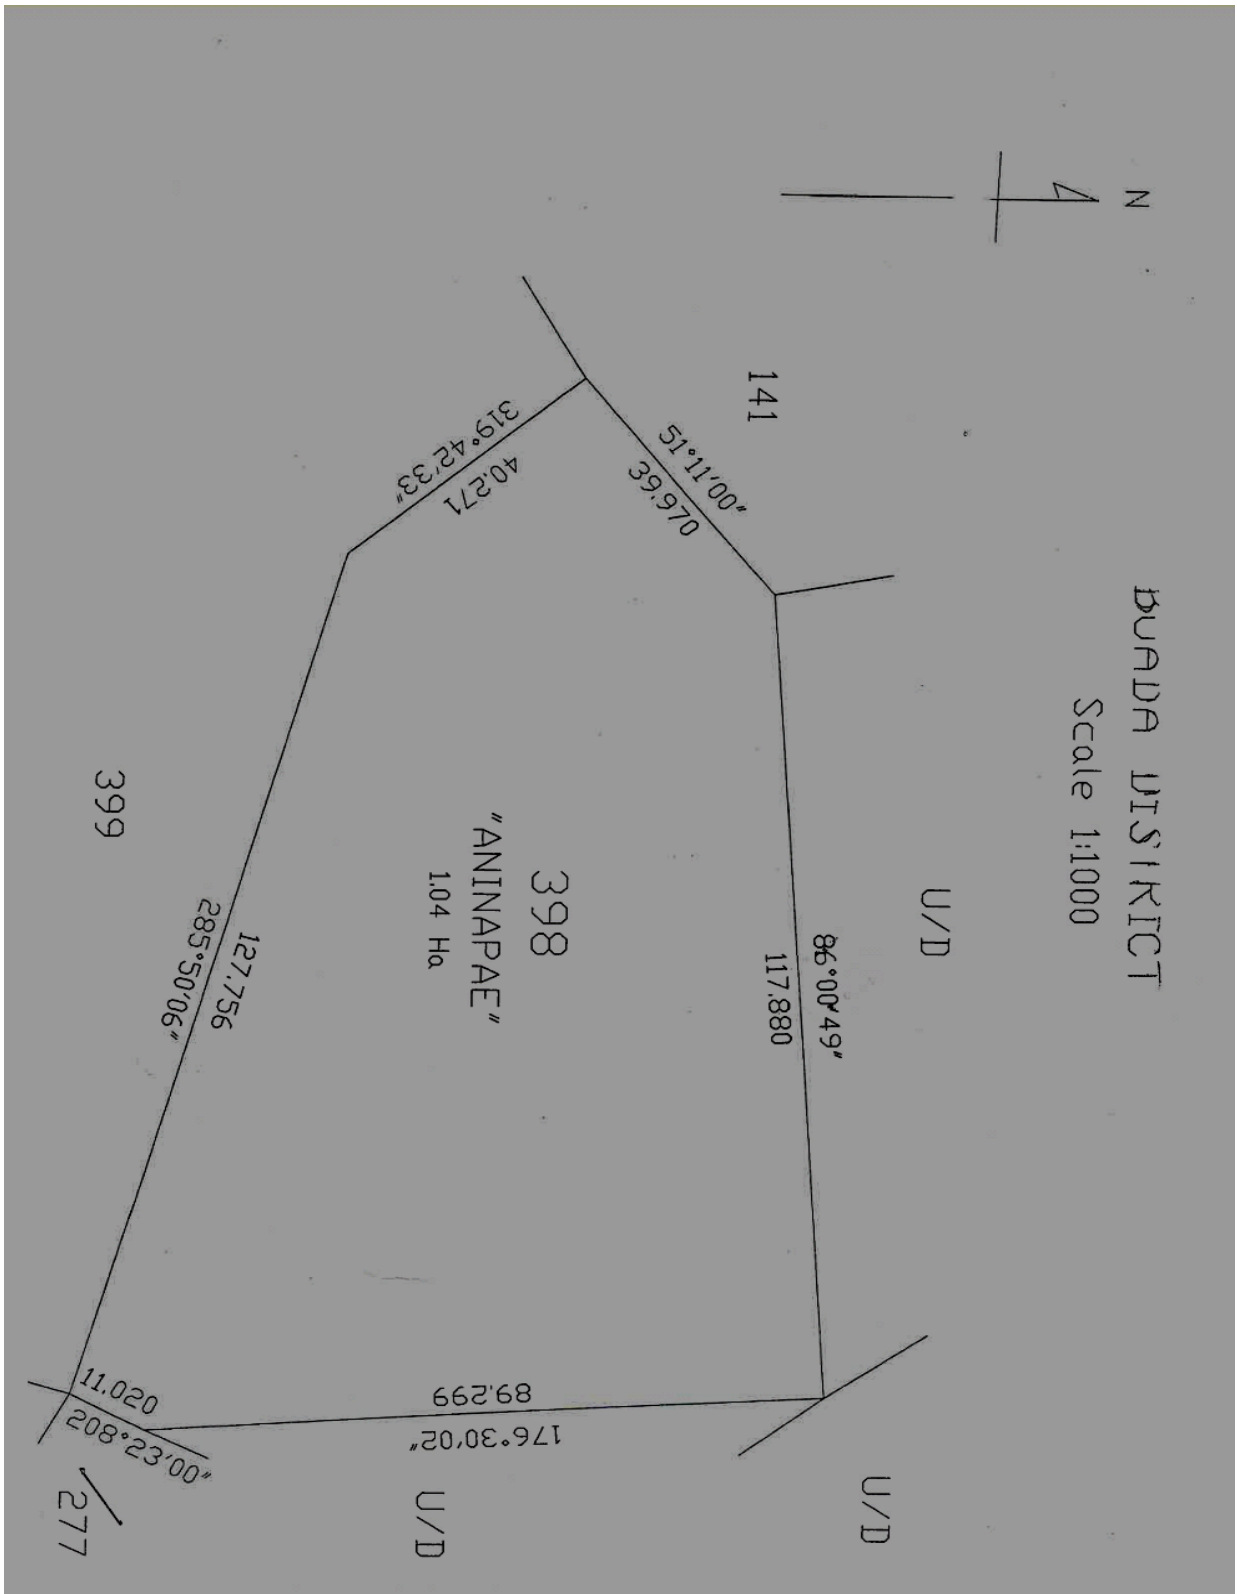 BUADA DISTRICT
Scale 1:1000
N
141
51°11'00"
39.970
319°42'33"
40.271
U/D
86°00'49"
117.880
398
"ANINAPAE"
1.04 Ha
399
127.756
285°50'06"
89.299
176°30'02"
11.020
208°23'00"
U/D
U/D
277